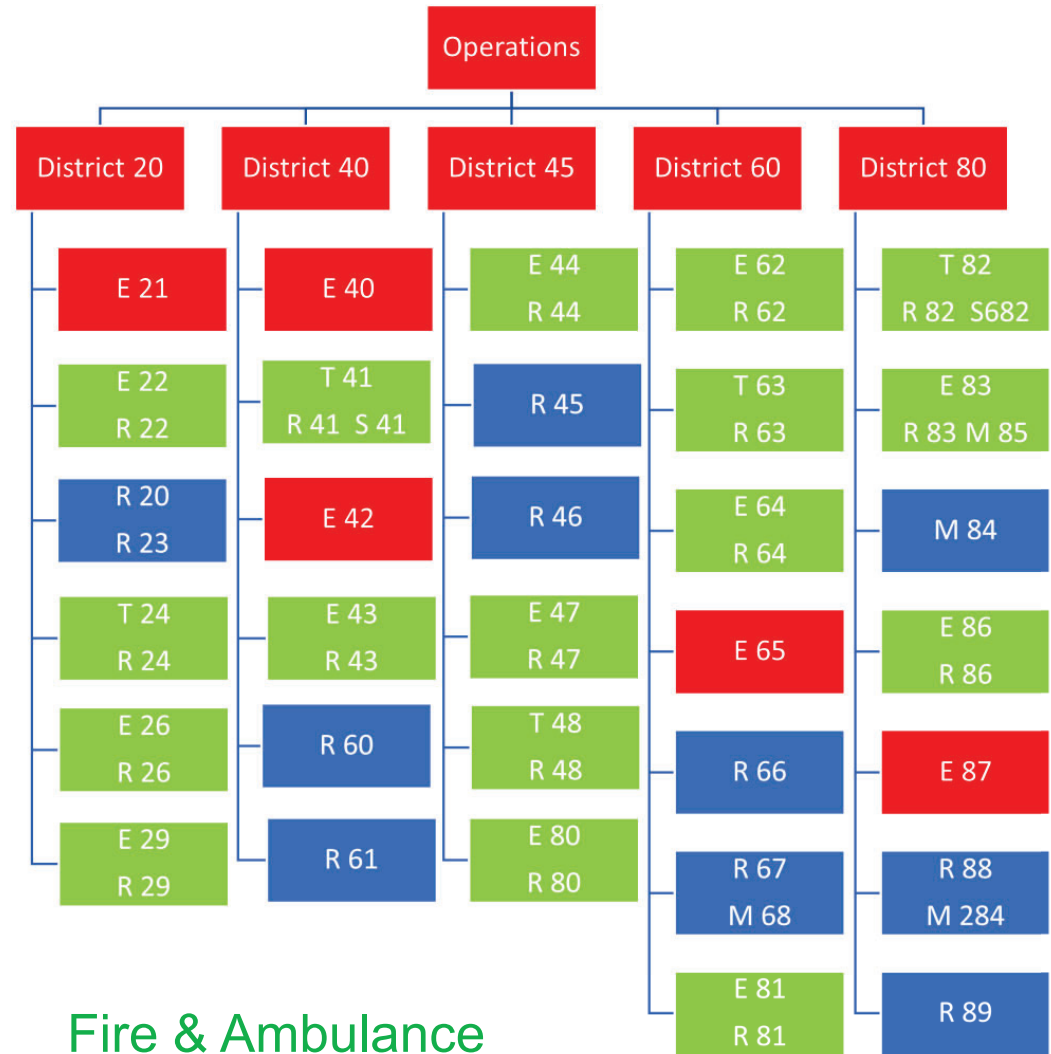 Operations
District 20
District 40
District 45
District 60
District 80
E 21
E 22
R 22
R 20
R 23
T 24
R 24
E 26
R 26
E 29
R 29
E 40
T 41
R 41 S 41
E 42
E 43
R 43
R 60
R 61
E 44
R 44
R 45
R 46
E 47
R 47
T 48
R 48
E 80
R 80
E 62
R 62
T 63
R 63
E 64
R 64
E 65
R 66
R 67
M 68
E 81
R 81
T 82
R 82 S682
E 83
R 83 M 85
M 84
E 86
R 86
E 87
R 88
M 284
R 89
Fire & Ambulance